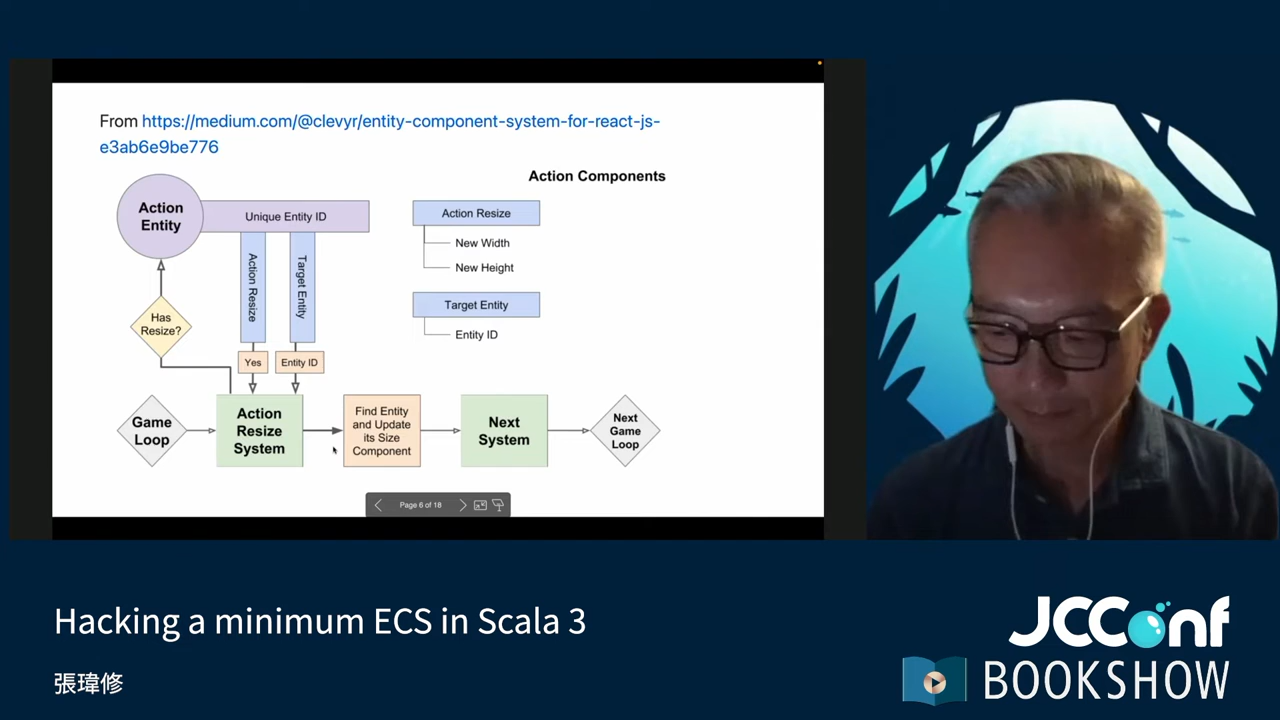 From https://medium.com/@clevyr/entity-component-system-for-react-js-
e3ab6e9be776
Action Components
Action
Entity
Unique Entity ID
Action Resize
New Width
New Height
Action Resize
Target Entity
Target Entity
Entity ID
Has
Resize?
Yes
Entity ID
Game
Loop
Action
Resize
System
Find Entity
and Update
its Size
Component
Next
System
Next
Game
Loop
Page 6 of 18
Hacking a minimum ECS in Scala 3
張瑋修
JCConf
BOOKSHOW